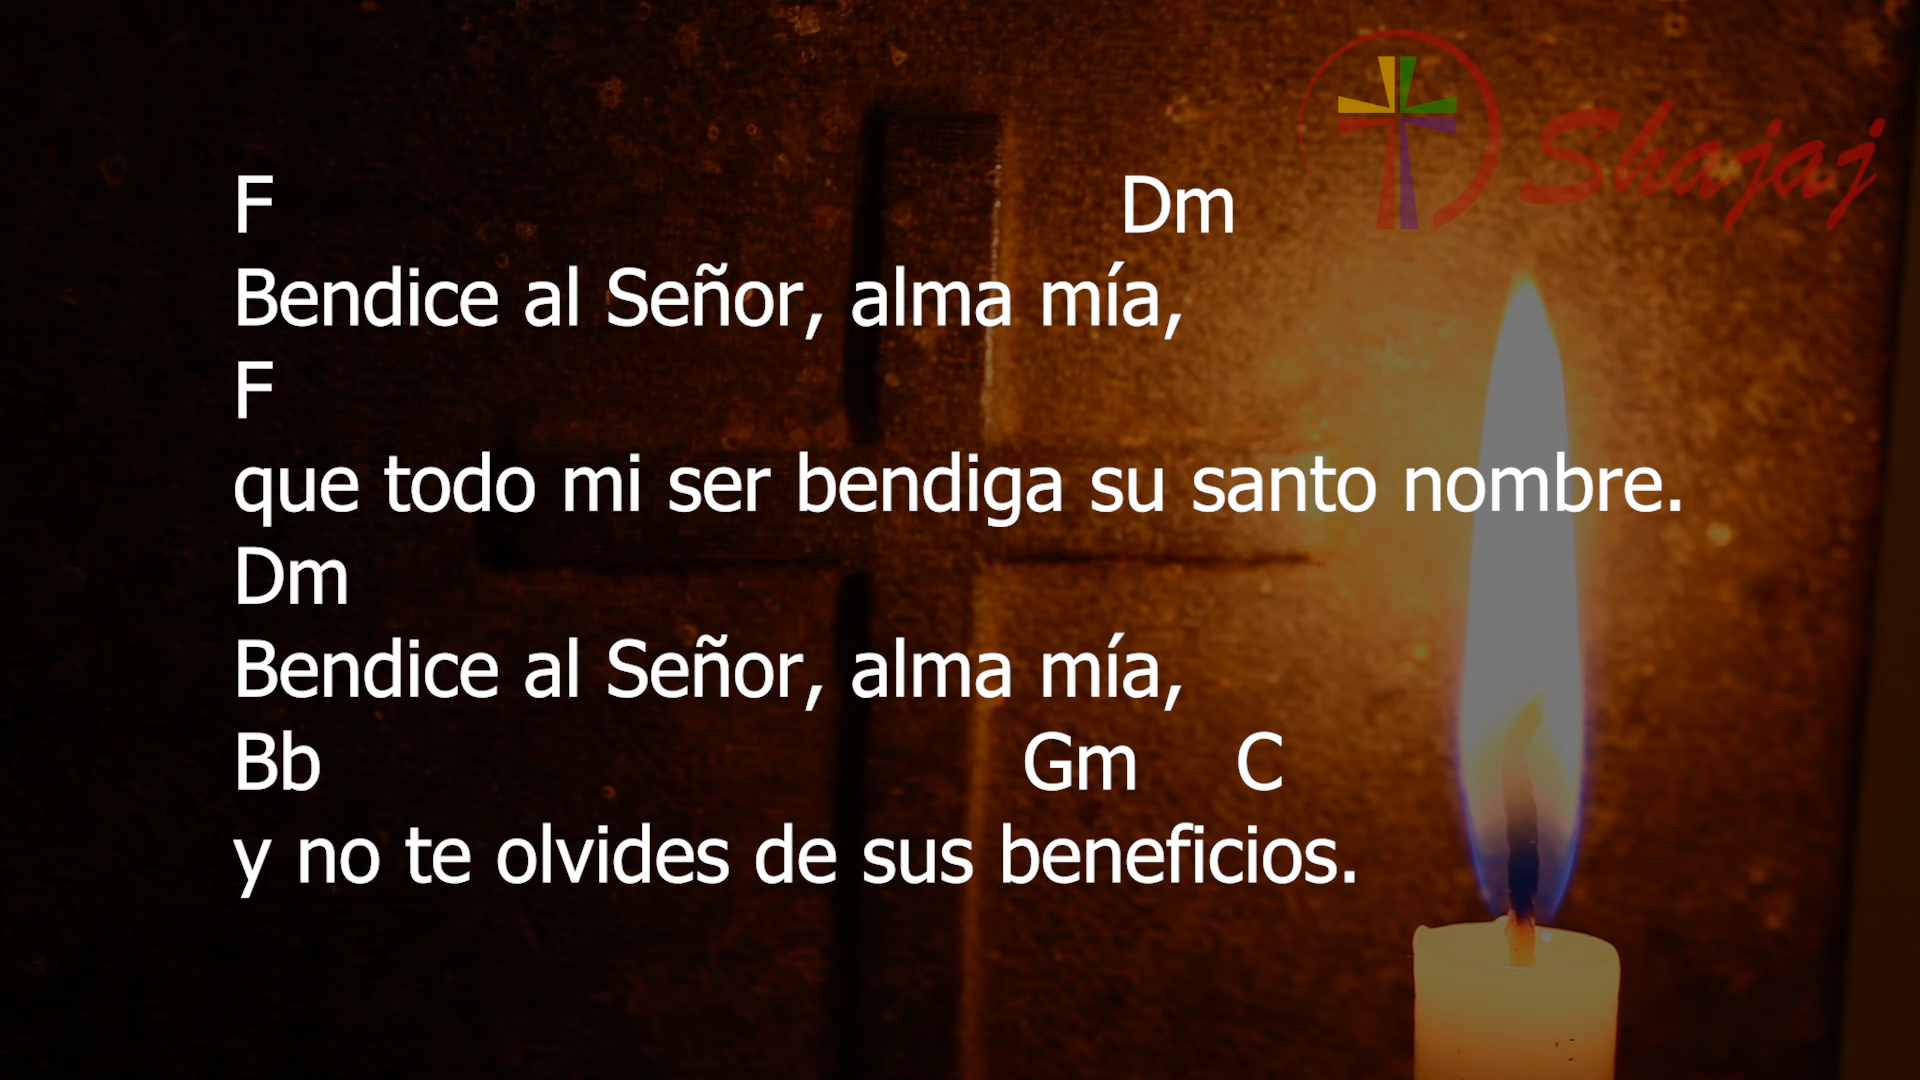 Shajaj
F Dm
Bendice al Señor, alma mía,
F
que todo mi ser bendiga su santo nombre.
Dm
Bendice al Señor, alma mía,
Bb Gm C
y no te olvides de sus beneficios.